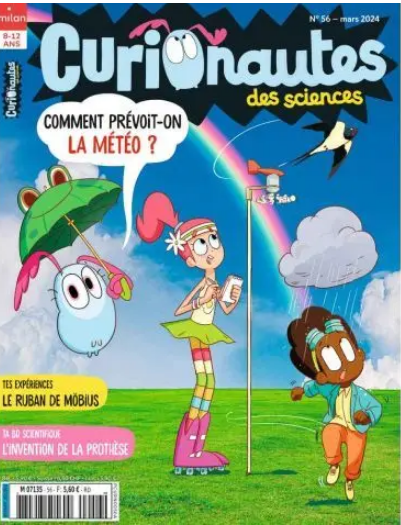 milan
8-12
ANS
N° 56 – mars 2024
Curionautes
des sciences
Curionautes
COMMENT PRÉVOIT-ON
LA MÉTÉO ?
TES EXPÉRIENCES
LE RUBAN DE MÖBIUS
TA BD SCIENTIFIQUE
L'INVENTION DE LA PROTHÈSE
M 07135 - 56 - F: 5,60 € - RD